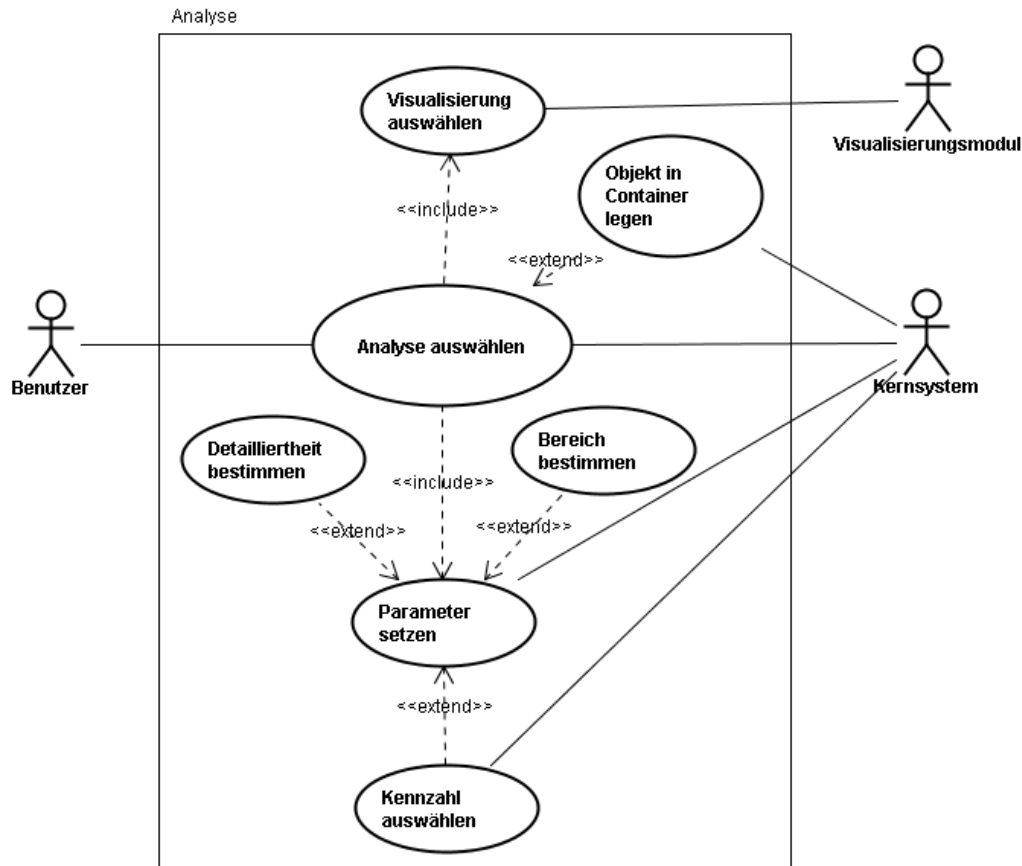 Analyse
Visualisierung
auswählen
Visualisierungsmodul
Objekt in
Container
legen
<<include>>
<<extend>>
Analyse auswählen
Benutzer
Kernsystem
Detailliertheit
bestimmen
Bereich
bestimmen
<<include>>
<<extend>>
<<extend>>
Parameter
setzen
<<extend>>
Kennzahl
auswählen